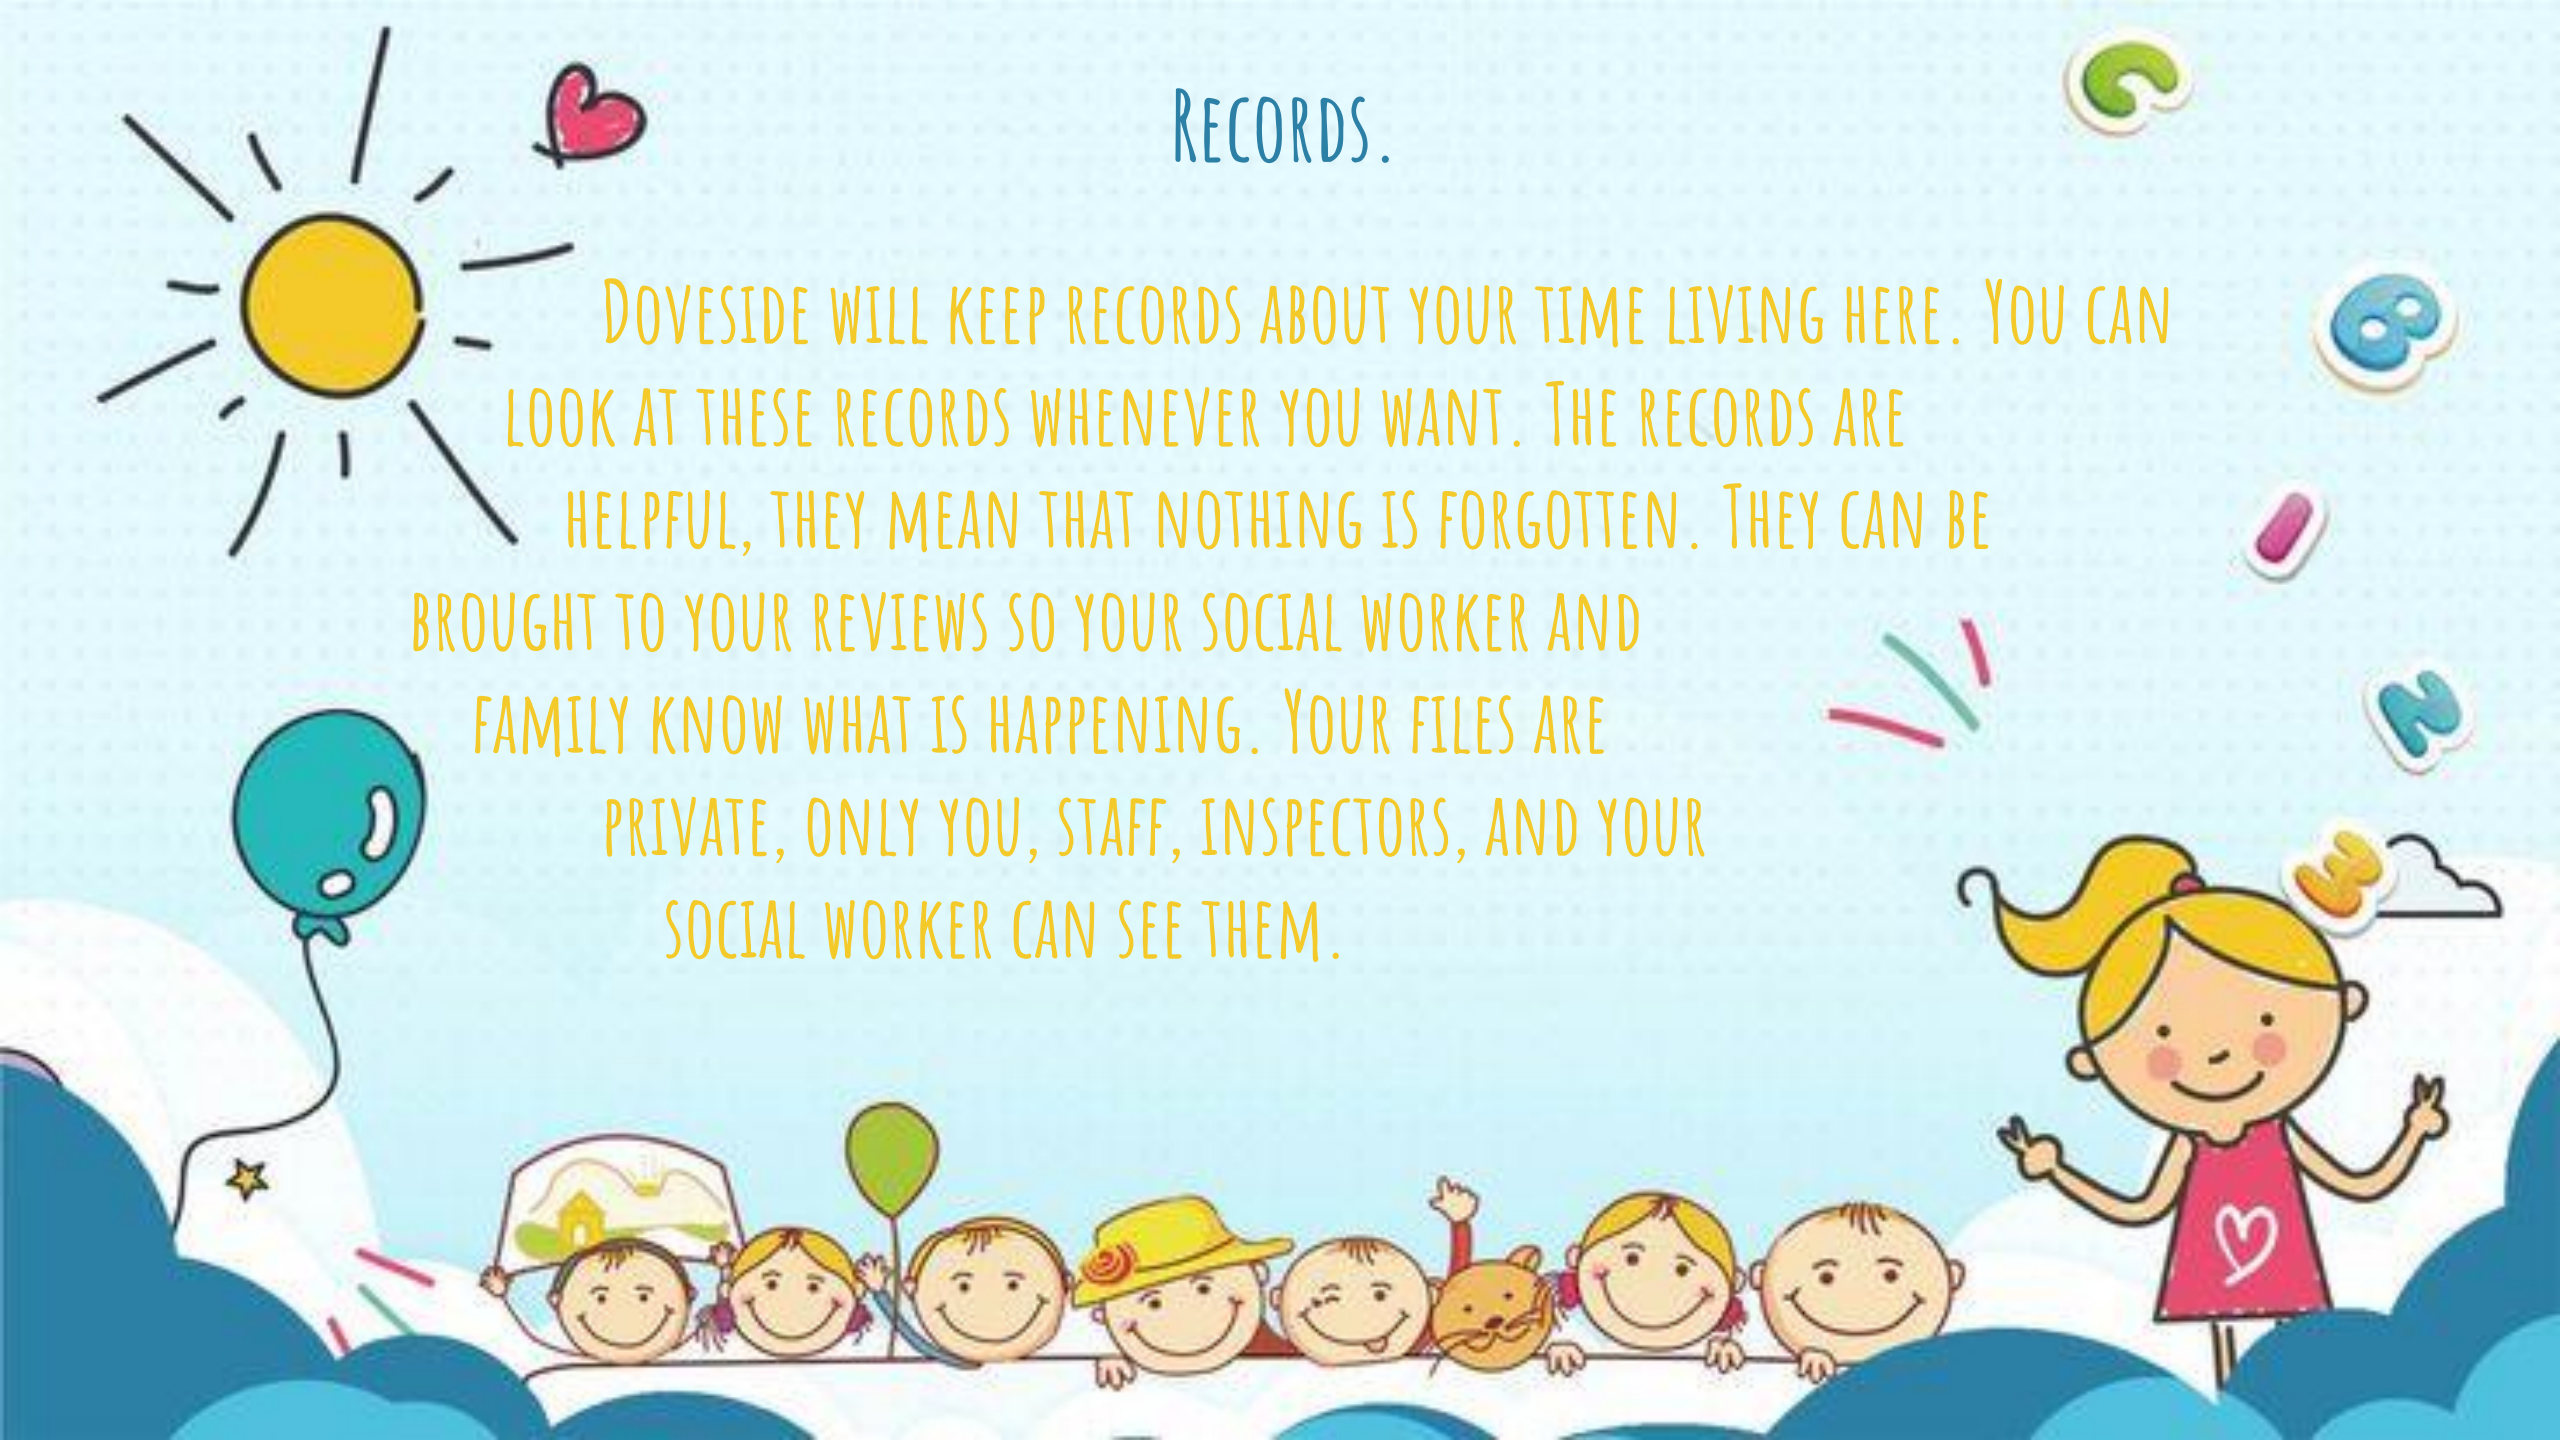 Records.
Doveside will keep records about your time living here. You can
look at these records whenever you want. The records are
helpful, they mean that nothing is forgotten. They can be
brought to your reviews so your social worker and
family know what is happening. Your files are
private, only you, staff, inspectors, and your
social worker can see them.
C
B
I
N
E